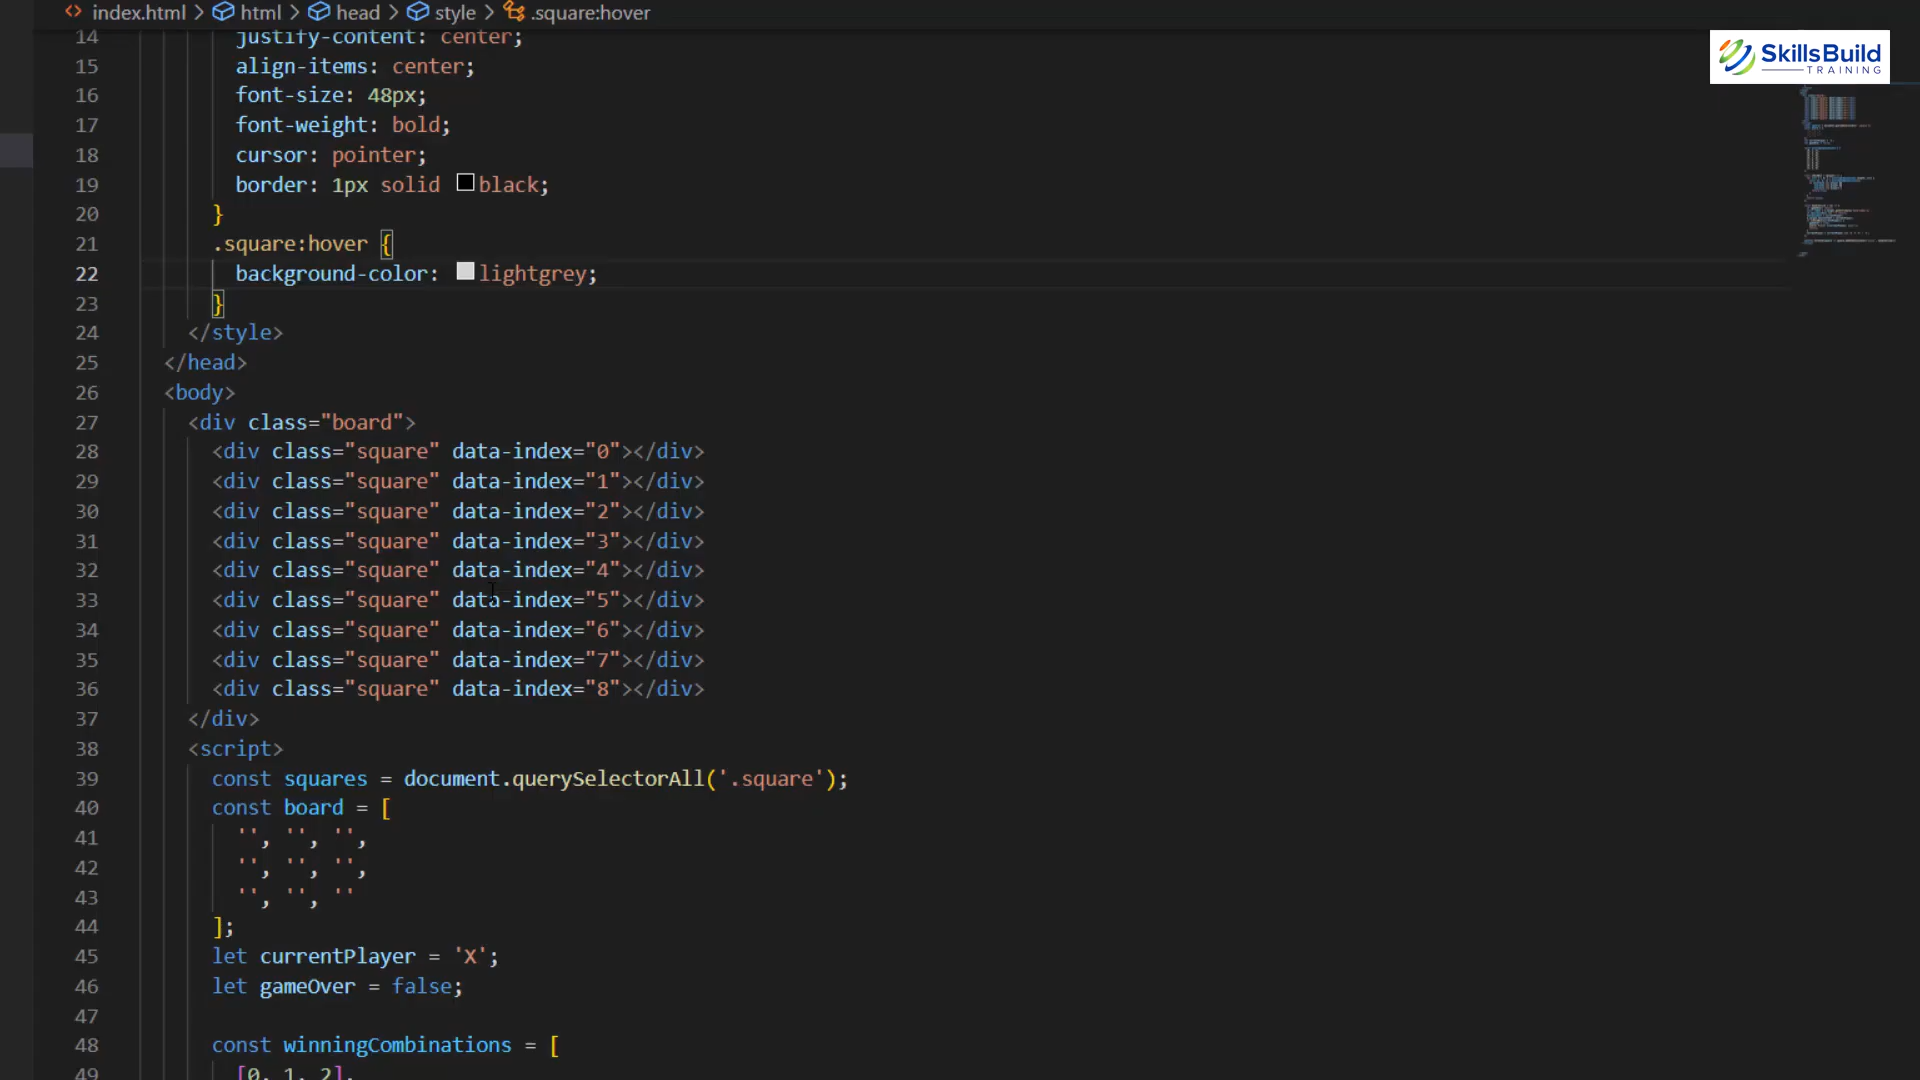 index.html > html > head > style > .square:hover
SkillsBuild
TRAINING
14 justify-content: center;
15 align-items: center;
16 font-size: 48px;
17 font-weight: bold;
18 cursor: pointer;
19 border: 1px solid black;
20 }
21 .square:hover {
22 background-color: lightgrey;
23 }
24 </style>
25 </head>
26 <body>
27 <div class="board">
28 <div class="square" data-index="0"></div>
29 <div class="square" data-index="1"></div>
30 <div class="square" data-index="2"></div>
31 <div class="square" data-index="3"></div>
32 <div class="square" data-index="4"></div>
33 <div class="square" data-index="5"></div>
34 <div class="square" data-index="6"></div>
35 <div class="square" data-index="7"></div>
36 <div class="square" data-index="8"></div>
37 </div>
38 <script>
39 const squares = document.querySelectorAll('.square');
40 const board = [
41 '', '', '',
42 '', '', '',
43 '', '', ''
44 ];
45 let currentPlayer = 'X';
46 let gameOver = false;
47
48 const winningCombinations = [
49 [0, 1, 2],